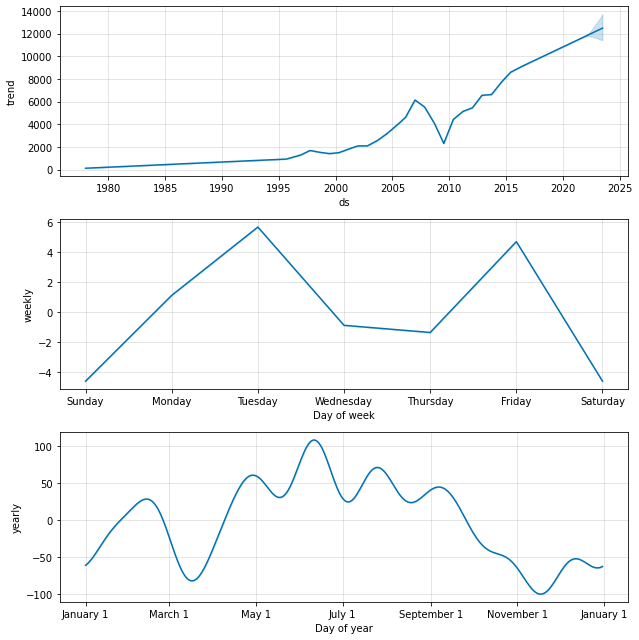 14000
12000
10000
8000
6000
4000
2000
0
trend
1980 1985 1990 1995 2000 2005 2010 2015 2020 2025
ds
6
4
2
0
−2
−4
weekly
Sunday Monday Tuesday Wednesday Thursday Friday Saturday
Day of week
100
50
0
−50
−100
yearly
January 1 March 1 May 1 July 1 September 1 November 1 January 1
Day of year